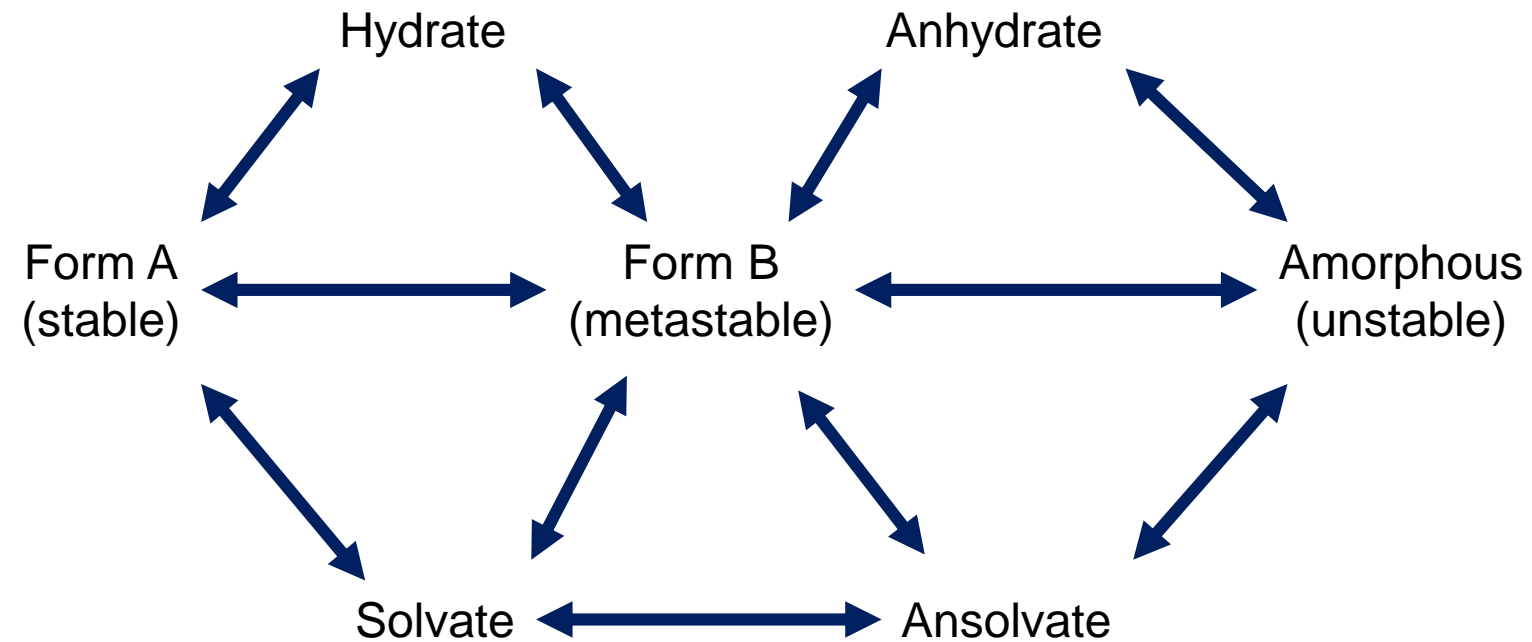 Hydrate
Anhydrate
Form A
(stable)
Form B
(metastable)
Amorphous
(unstable)
Solvate
Ansolvate